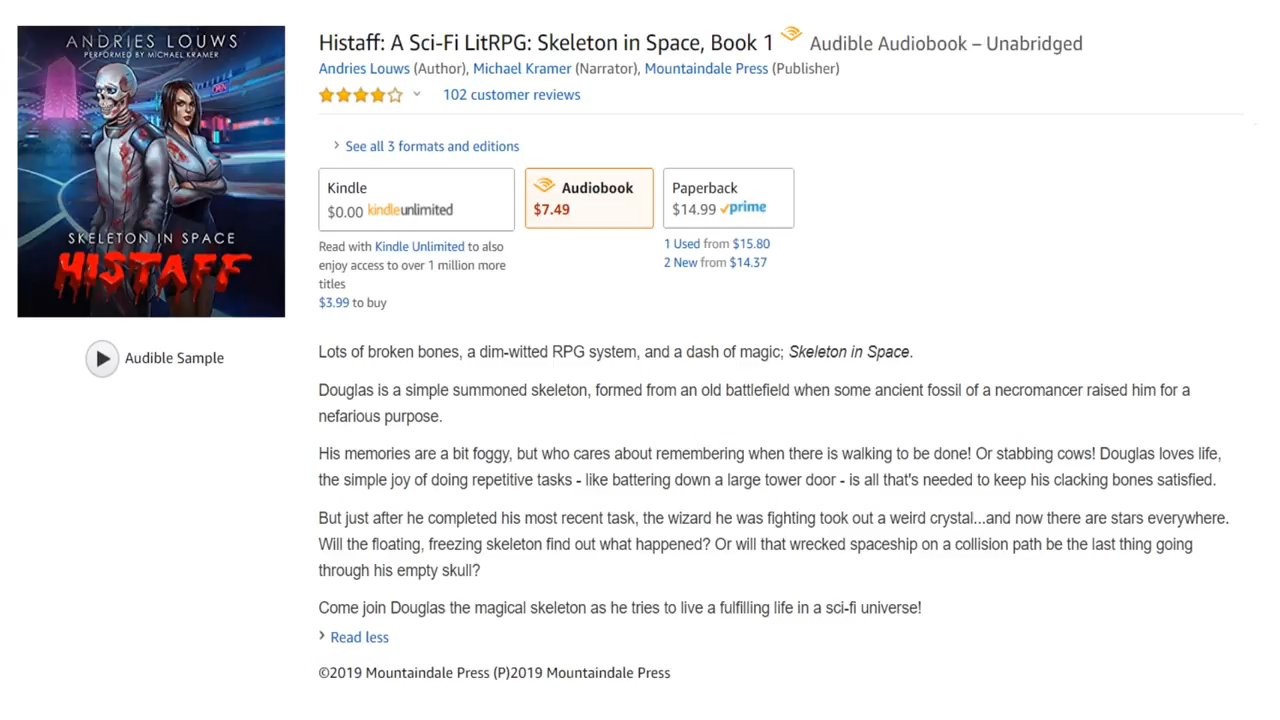 ANDRIES LOUWS
PERFORMED BY MICHAEL KRAMER
OPEN
SKELETON IN SPACE
HISTAFF
Audible Sample
Histaff: A Sci-Fi LitRPG: Skeleton in Space, Book 1 Audible Audiobook – Unabridged
Andries Louws (Author), Michael Kramer (Narrator), Mountaindale Press (Publisher)
102 customer reviews
See all 3 formats and editions
Kindle
$0.00 kindleunlimited
Read with Kindle Unlimited to also
enjoy access to over 1 million more
titles
$3.99 to buy
Audiobook
$7.49
Paperback
$14.99 prime
1 Used from $15.80
2 New from $14.37
Lots of broken bones, a dim-witted RPG system, and a dash of magic; Skeleton in Space.
Douglas is a simple summoned skeleton, formed from an old battlefield when some ancient fossil of a necromancer raised him for a
nefarious purpose.
His memories are a bit foggy, but who cares about remembering when there is walking to be done! Or stabbing cows! Douglas loves life,
the simple joy of doing repetitive tasks - like battering down a large tower door - is all that's needed to keep his clacking bones satisfied.
But just after he completed his most recent task, the wizard he was fighting took out a weird crystal...and now there are stars everywhere.
Will the floating, freezing skeleton find out what happened? Or will that wrecked spaceship on a collision path be the last thing going
through his empty skull?
Come join Douglas the magical skeleton as he tries to live a fulfilling life in a sci-fi universe!
Read less
©2019 Mountaindale Press (P)2019 Mountaindale Press